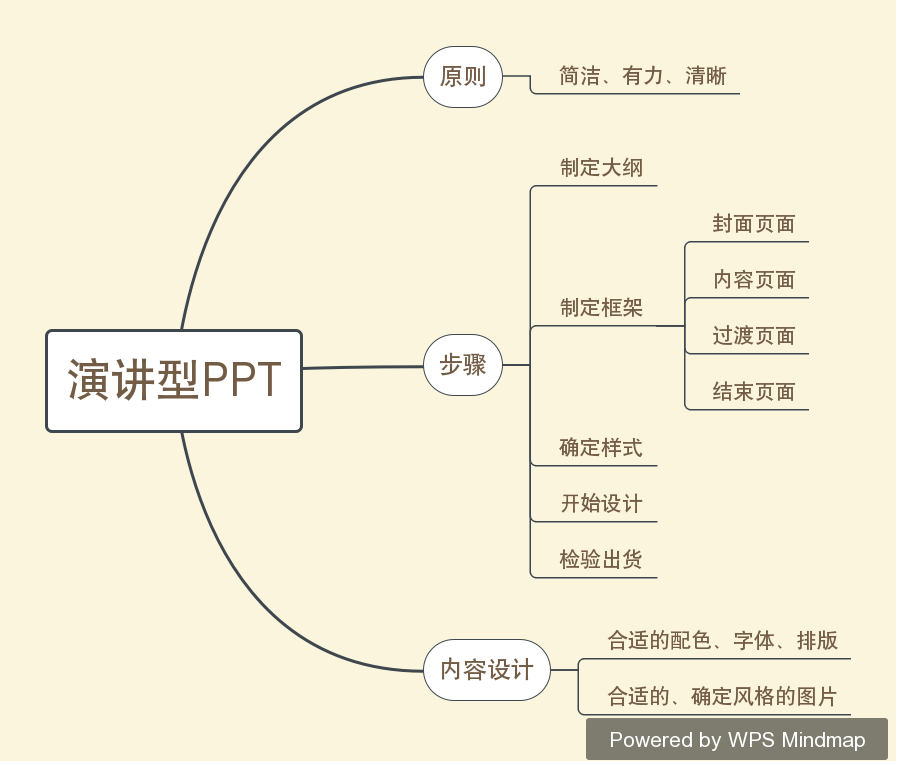 演讲型PPT
原则
简洁、有力、清晰
步骤
制定大纲
制定框架
封面页面
内容页面
过渡页面
结束页面
确定样式
开始设计
检验出货
内容设计
合适的配色、字体、排版
合适的、确定风格的图片
Powered by WPS Mindmap